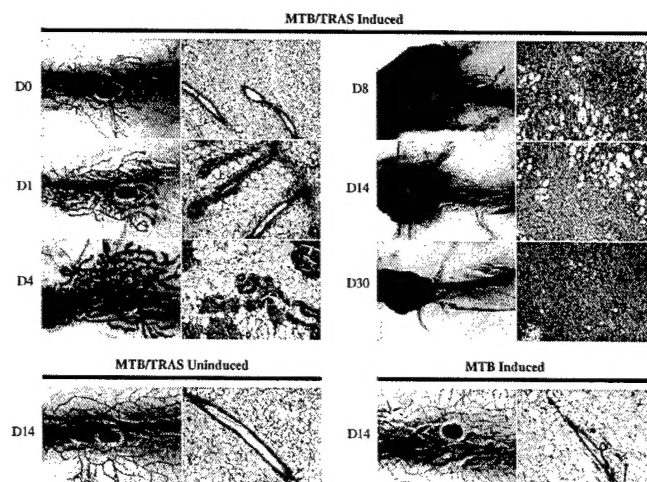 MTB/TRAS Induced
D0
D8
D1
D14
D4
D30
MTB/TRAS Uninduced
MTB Induced
D14
D14